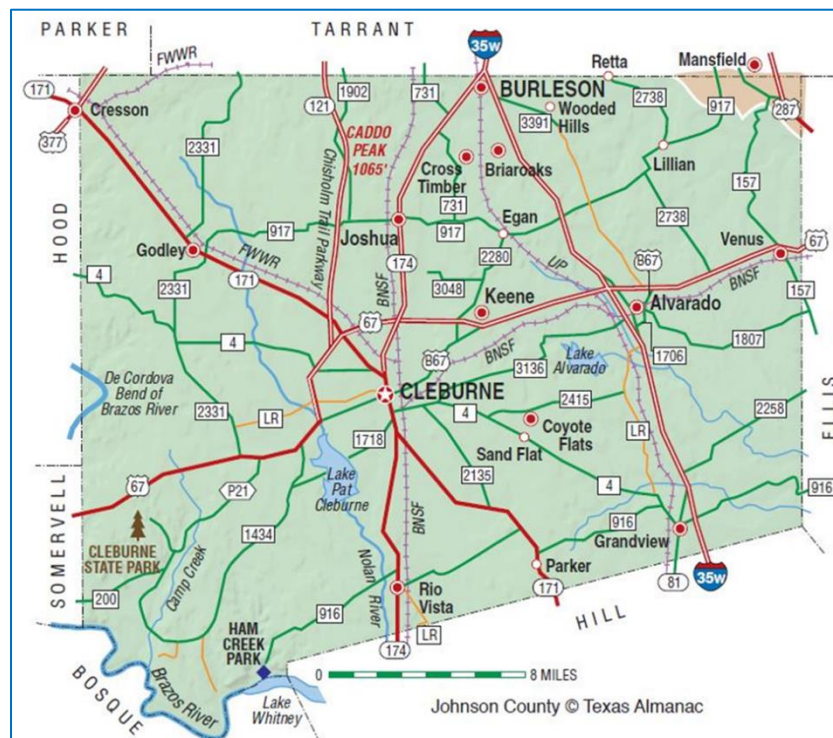 PARKER
TARRANT
FWWR
35W
Retta
Mansfield
171
Cresson
377
121
1902
731
BURLESON
Wooded
Hills
2738
917
287
2331
CADDO
PEAK
1065'
3391
Cross
Timber
Briaroaks
Lillian
157
HOOD
Chisholm Trail Parkway
731
Egan
917
Joshua
917
2738
Godley
FWWR
174
2280
UP
B67
Venus
67
4
171
BNSF
3048
Keene
BNSF
2331
67
Alvarado
157
4
B67
BNSF
Lake
Alvarado
1706
1807
De Cordova
Bend of
Brazos River
3136
CLEBURNE
2331
LR
4
2415
2258
ELLIS
1718
Coyote
Flats
LR
Sand Flat
67
P21
Lake
Pat
Cleburne
2135
4
916
SOMERVELL
CLEBURNE
STATE PARK
1434
BNSF
916
Grandview
Camp Creek
Nolan
River
Parker
81
35W
200
916
Rio
Vista
171
HILL
HAM
CREEK
PARK
LR
174
BOSQUE
Brazos River
0
8 MILES
Lake
Whitney
Johnson County © Texas Almanac